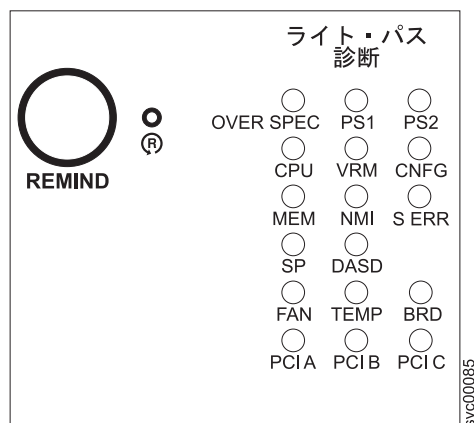 ライト・パス
診断
OVER SPEC PS1 PS2
R
REMIND
CPU VRM CNFG
MEM NMI S ERR
SP DASD
FAN TEMP BRD
PCI A PCI B PCI C
svc00085